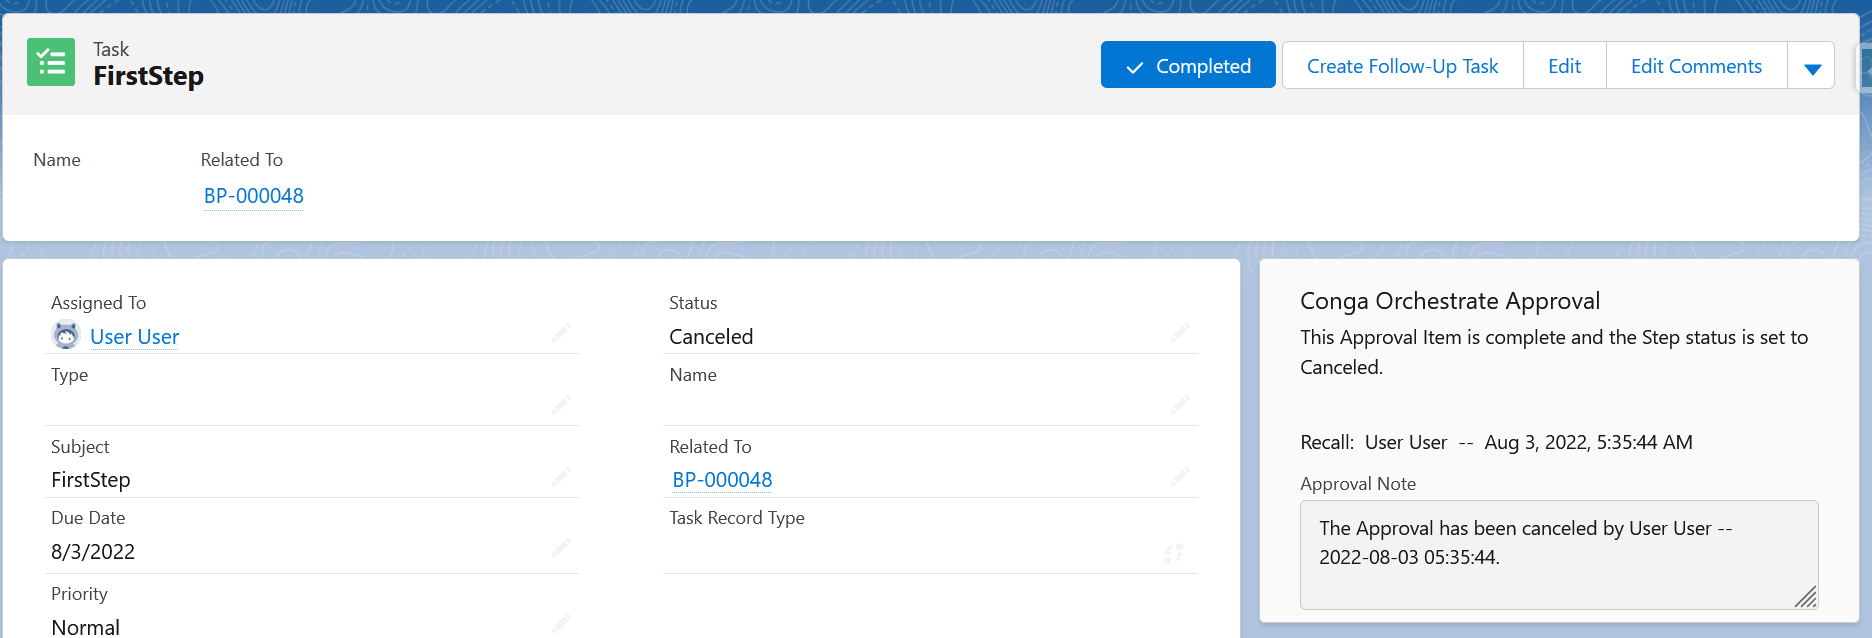 Task
FirstStep
Completed
Create Follow-Up Task
Edit
Edit Comments
Name
Related To
BP-000048
Assigned To
User User
Status
Canceled
Type
Name
Subject
FirstStep
Related To
BP-000048
Due Date
8/3/2022
Task Record Type
Priority
Normal
Conga Orchestrate Approval
This Approval Item is complete and the Step status is set to
Canceled.
Recall: User User -- Aug 3, 2022, 5:35:44 AM
Approval Note
The Approval has been canceled by User User --
2022-08-03 05:35:44.